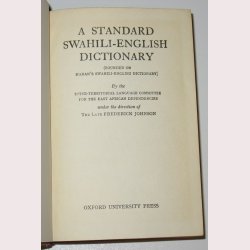 A STANDARD
SWAHILI-ENGLISH
DICTIONARY
(FOUNDED ON
MADAN'S SWAHILI-ENGLISH DICTIONARY)
By the
INTER-TERRITORIAL LANGUAGE COMMITTEE
FOR THE EAST AFRICAN DEPENDENCIES
under the direction of
THE LATE FREDERICK JOHNSON
OXFORD UNIVERSITY PRESS